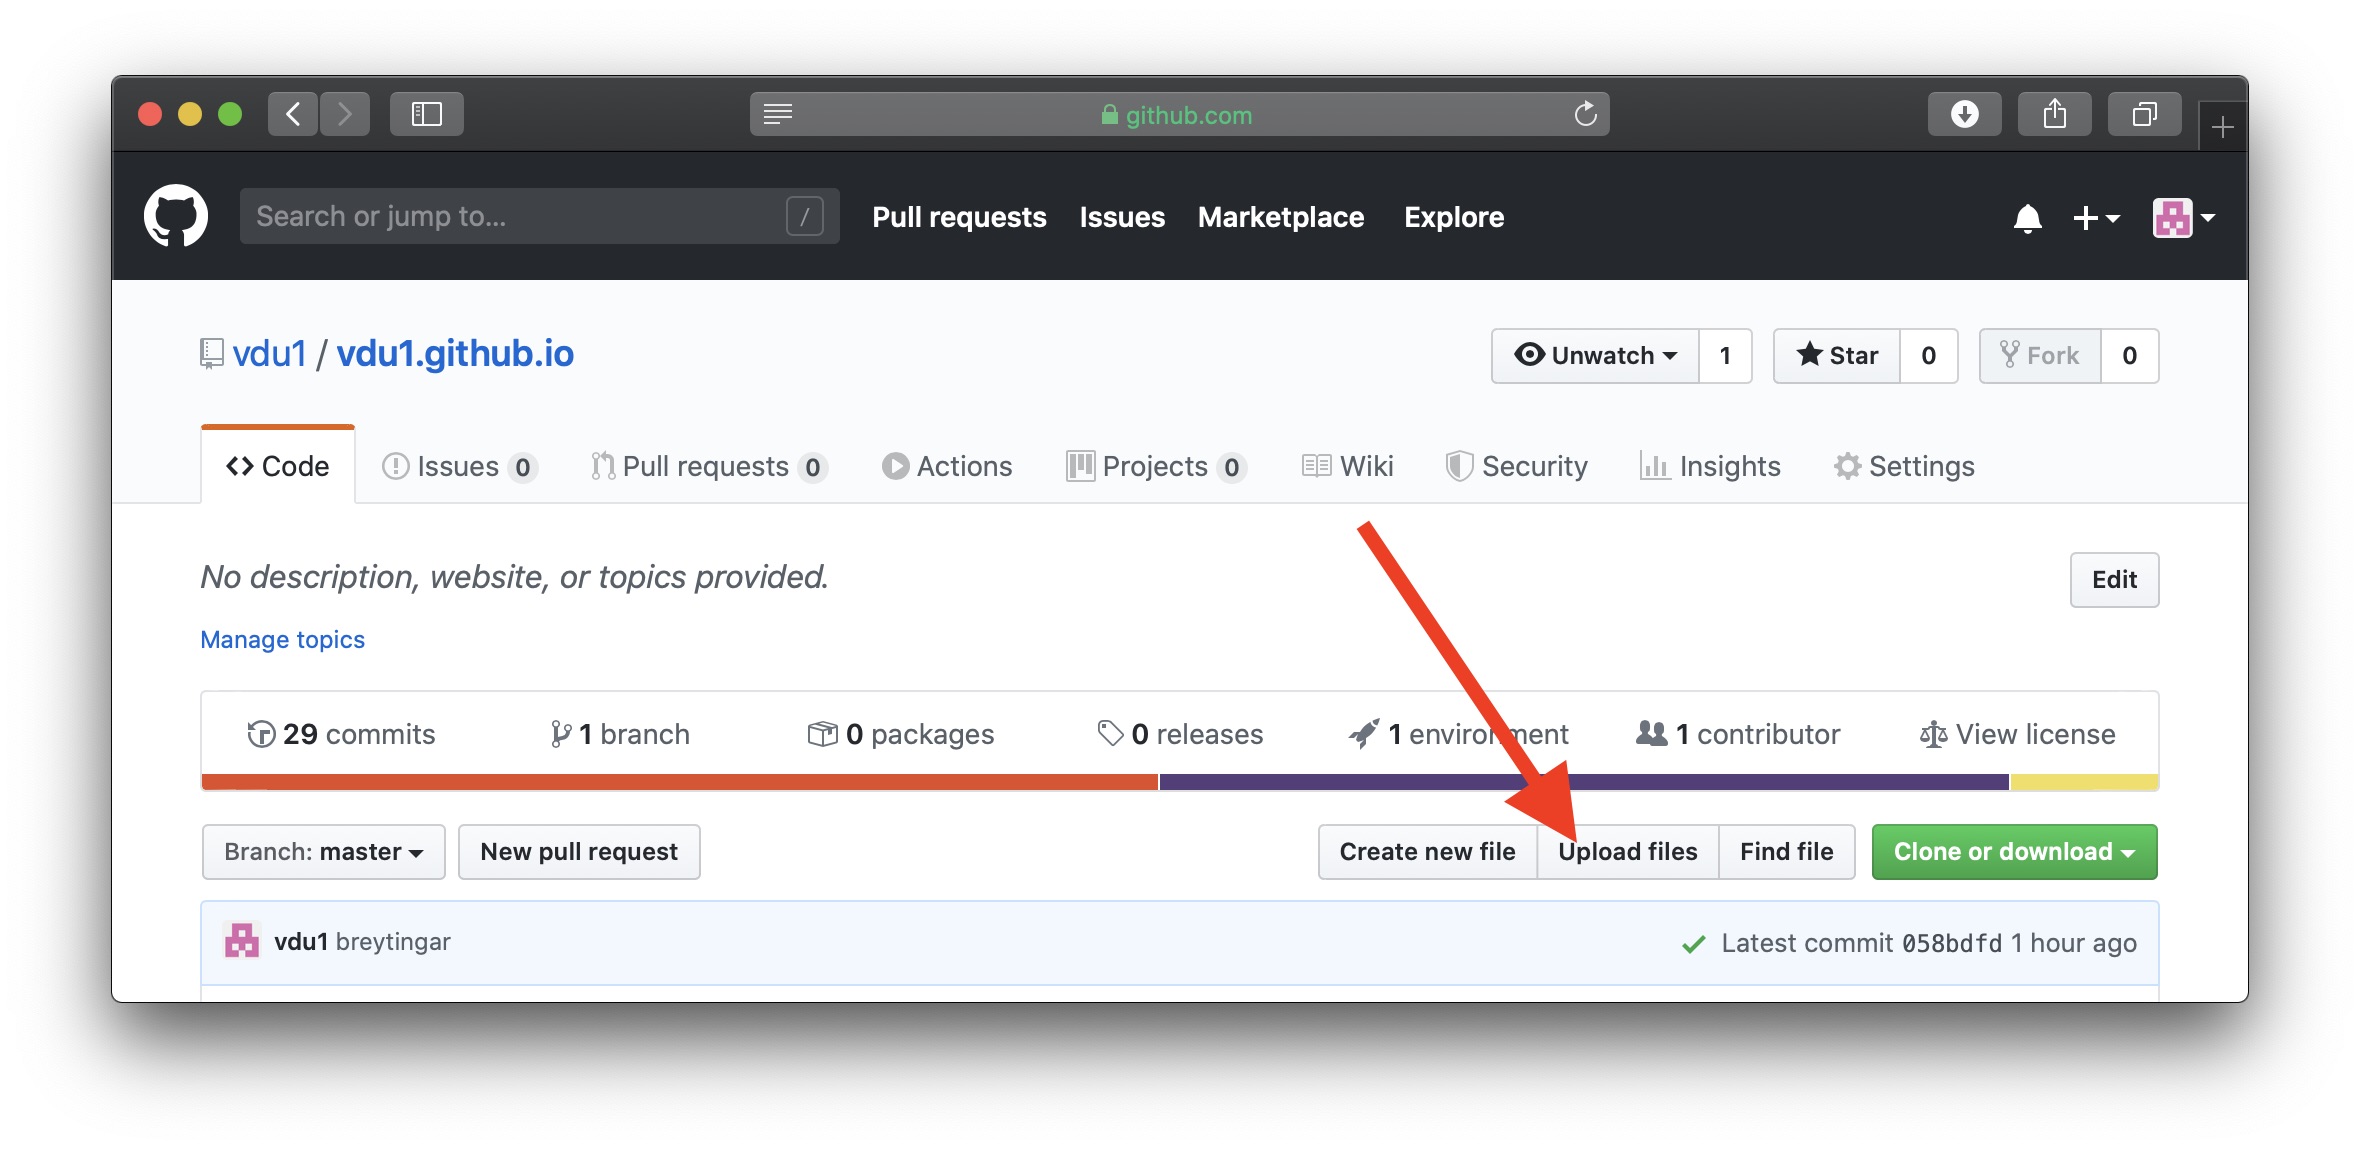 github.com
Search or jump to... /
Pull requests Issues Marketplace Explore
vdu1 / vdu1.github.io
Unwatch 1 Star 0 Fork 0
Code Issues 0 Pull requests 0 Actions Projects 0 Wiki Security Insights Settings
No description, website, or topics provided.
Edit
Manage topics
29 commits 1 branch 0 packages 0 releases 1 environment 1 contributor View license
Branch: master New pull request Create new file Upload files Find file Clone or download
vdu1 breytingar Latest commit 058bdfd 1 hour ago